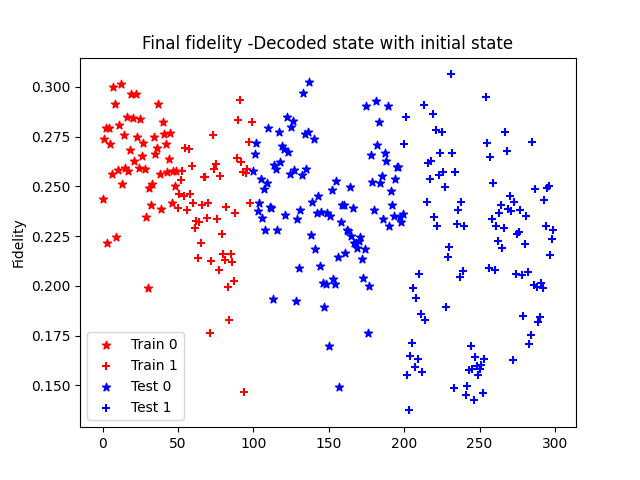 Final fidelity -Decoded state with initial state
Fidelity
0.300
0.275
0.250
0.225
0.200
0.175
0.150
Train 0
Train 1
Test 0
Test 1
0 50 100 150 200 250 300